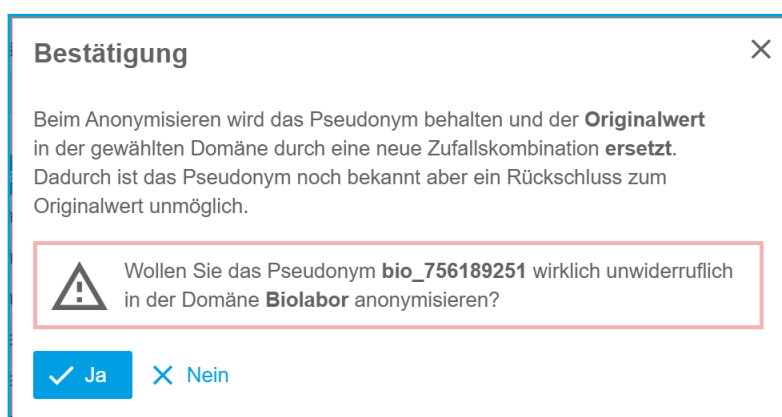 Bestätigung
Beim Anonymisieren wird das Pseudonym behalten und der Originalwert
in der gewählten Domäne durch eine neue Zufallskombination ersetzt.
Dadurch ist das Pseudonym noch bekannt aber ein Rückschluss zum
Originalwert unmöglich.
Wollen Sie das Pseudonym bio_756189251 wirklich unwiderruflich
in der Domäne Biolabor anonymisieren?
Ja Nein